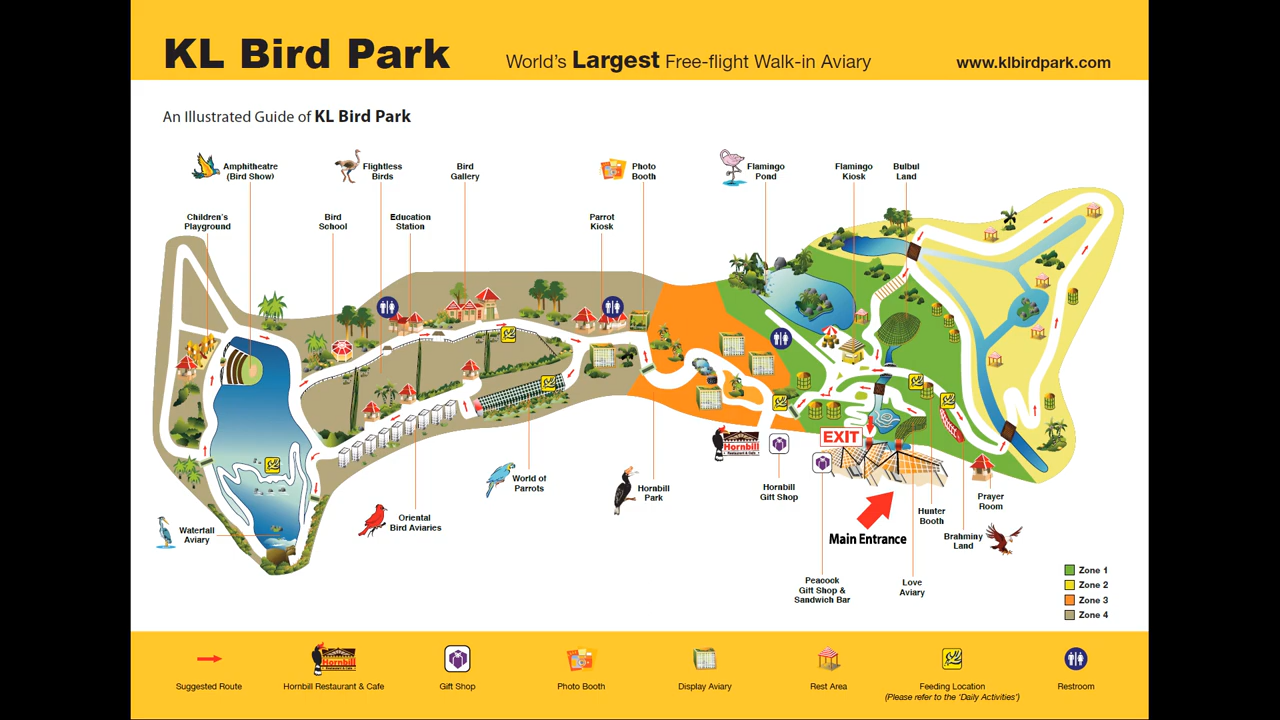 KL Bird Park
World's Largest Free-flight Walk-in Aviary
www.klbirdpark.com
An Illustrated Guide of KL Bird Park
Amphitheatre
(Bird Show)
Flightless
Birds
Bird
Gallery
Photo
Booth
Flamingo
Pond
Flamingo
Kiosk
Bulbul
Land
Children's
Playground
Bird
School
Education
Station
Parrot
Kiosk
EXIT
Hornbill
Restaurant & Cafe
Hornbill
Gift Shop
World of
Parrots
Hornbill
Park
Oriental
Bird Aviaries
Waterfall
Aviary
Main Entrance
Prayer
Room
Hunter
Booth
Brahminy
Land
Peacock
Gift Shop &
Sandwich Bar
Love
Aviary
Zone 1
Zone 2
Zone 3
Zone 4
Hornbill
Restaurant & Cafe
Suggested Route
Hornbill Restaurant & Cafe
Gift Shop
Photo Booth
Display Aviary
Rest Area
Feeding Location
(Please refer to the 'Daily Activities')
Restroom